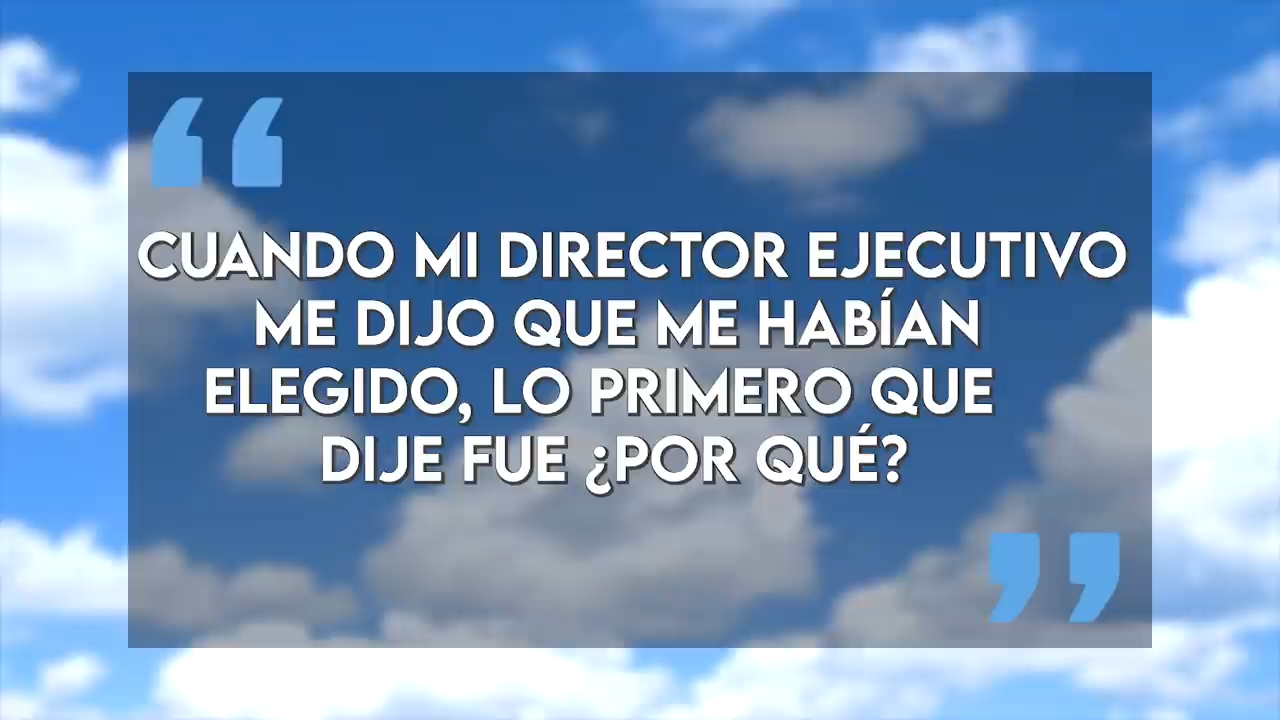 CUANDO MI DIRECTOR EJECUTIVO
ME DIJO QUE ME HABÍAN
ELEGIDO, LO PRIMERO QUE
DIJE FUE ¿POR QUÉ?